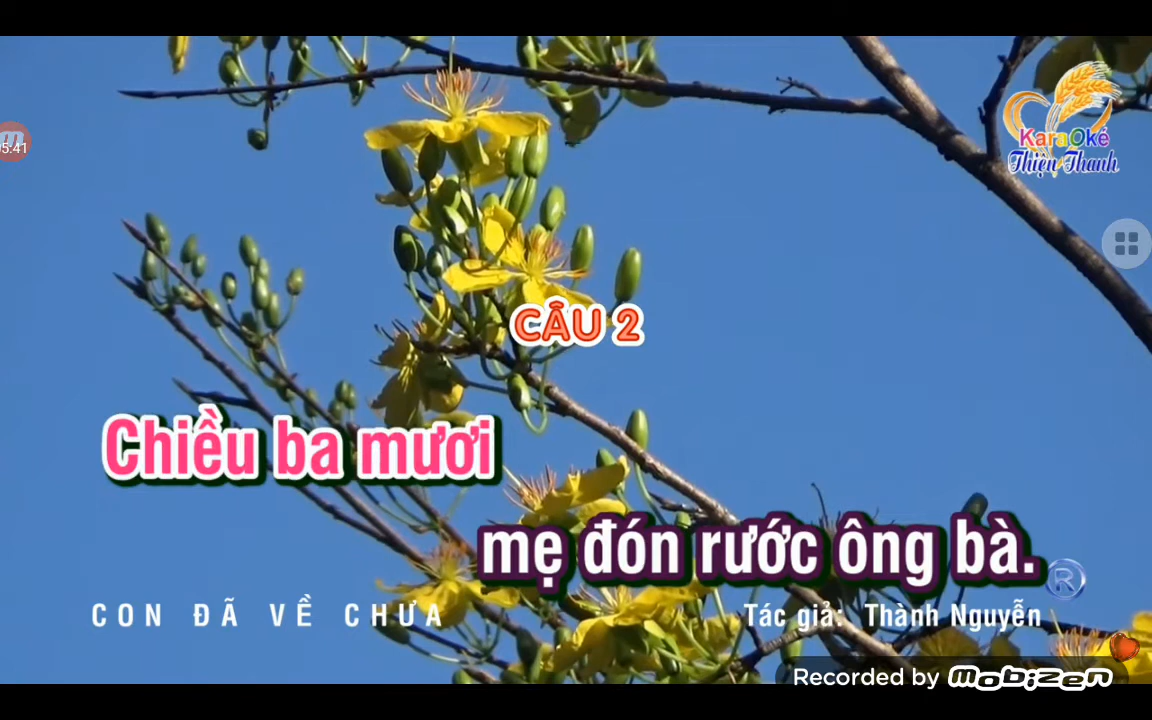 KaraOké
Thiện Thanh
5:41
CÂU 2
Chiều ba mươi
mẹ đón rước ông bà.
®
CON ĐÃ VỀ CHƯA
Tác giả: Thành Nguyễn
Recorded by mobizen